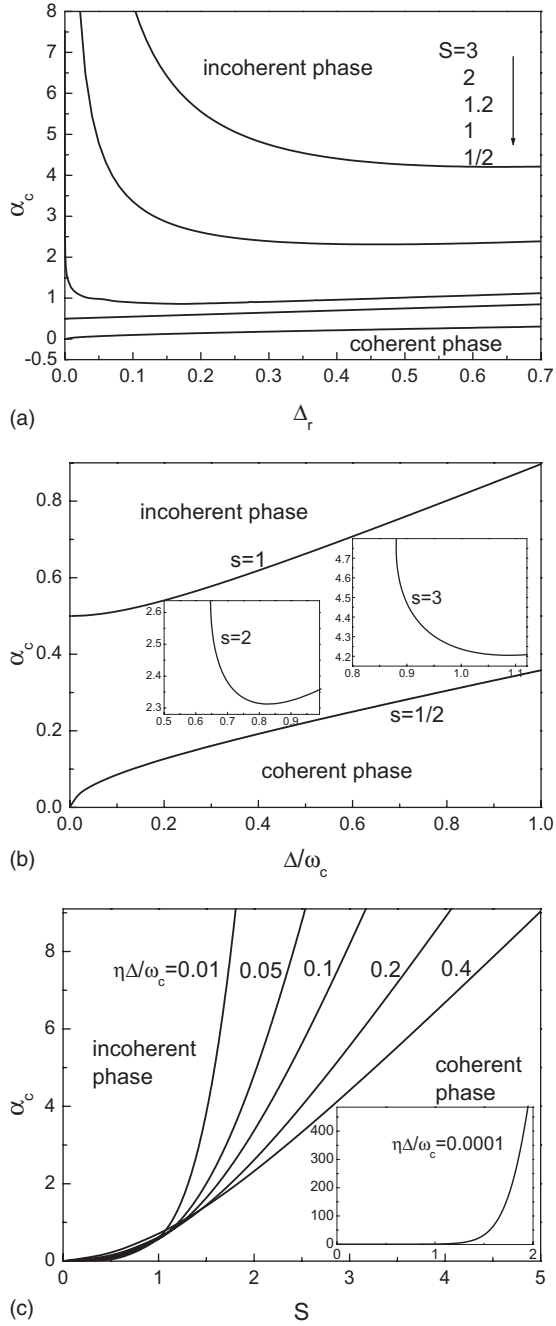 8
7
6
5
4
3
2
1
0
-0.5
α_c
incoherent phase
S=3
2
1.2
1
1/2
coherent phase
0.0 0.1 0.2 0.3 0.4 0.5 0.6 0.7
(a)
Δ_r
0.8
0.6
0.4
0.2
0.0
α_c
incoherent phase
s=1
4.7
4.6
4.5
4.4
4.3
4.2
s=3
0.8 0.9 1.0 1.1
2.6
2.5
2.4
2.3
s=2
0.5 0.6 0.7 0.8 0.9
s=1/2
coherent phase
0.0 0.2 0.4 0.6 0.8 1.0
(b)
Δ/ω_c
8
6
4
2
0
α_c
ηΔ/ω_c=0.01 0.05 0.1 0.2 0.4
incoherent
phase
coherent
phase
400
300
200
100
0
ηΔ/ω_c=0.0001
0 1 2
0 1 2 3 4 5
(c)
S